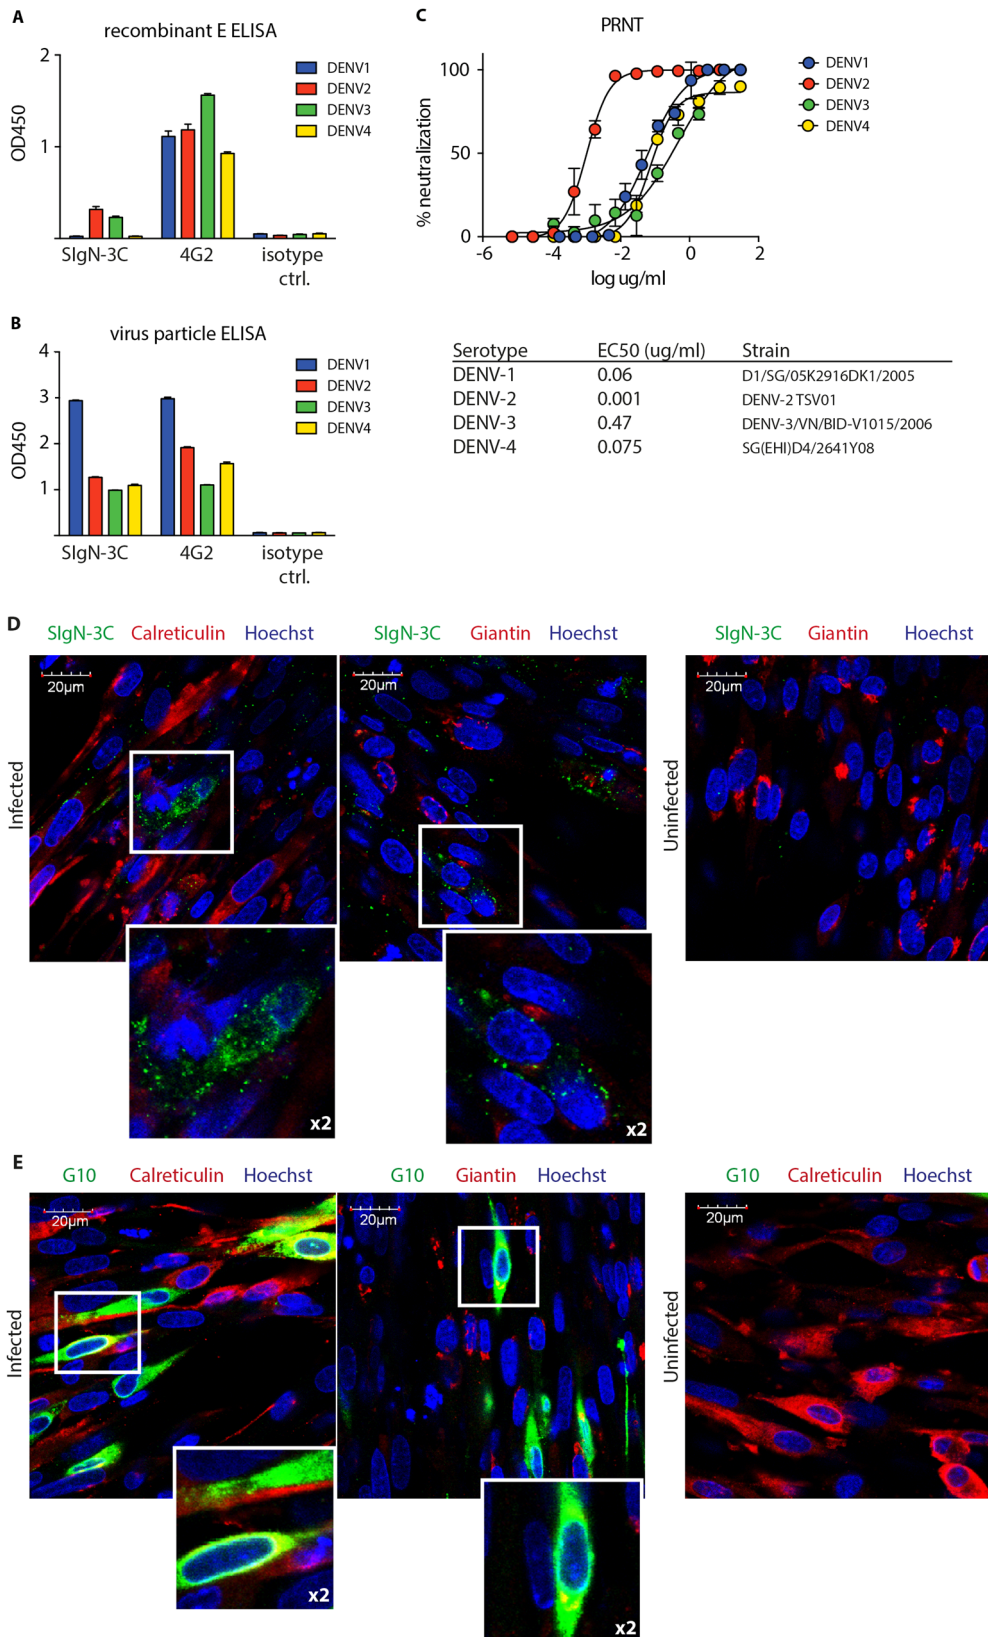 A
recombinant E ELISA
2
1
OD450
DENV1
DENV2
DENV3
DENV4
SIgN-3C 4G2 isotype ctrl.
B
virus particle ELISA
4
3
2
1
OD450
DENV1
DENV2
DENV3
DENV4
SIgN-3C 4G2 isotype ctrl.
C
PRNT
100
50
0
% neutralization
-6 -4 -2 0 2
log ug/ml
DENV1
DENV2
DENV3
DENV4
Serotype EC50 (ug/ml) Strain
DENV-1 0.06 D1/SG/05K2916DK1/2005
DENV-2 0.001 DENV-2 TSV01
DENV-3 0.47 DENV-3/VN/BID-V1015/2006
DENV-4 0.075 SG(EHI)D4/2641Y08
D
SIgN-3C Calreticulin Hoechst
SIgN-3C Giantin Hoechst
SIgN-3C Giantin Hoechst
Infected
20µm
20µm
Uninfected
20µm
x2
x2
E
G10 Calreticulin Hoechst
G10 Giantin Hoechst
G10 Calreticulin Hoechst
Infected
20µm
20µm
Uninfected
20µm
x2
x2